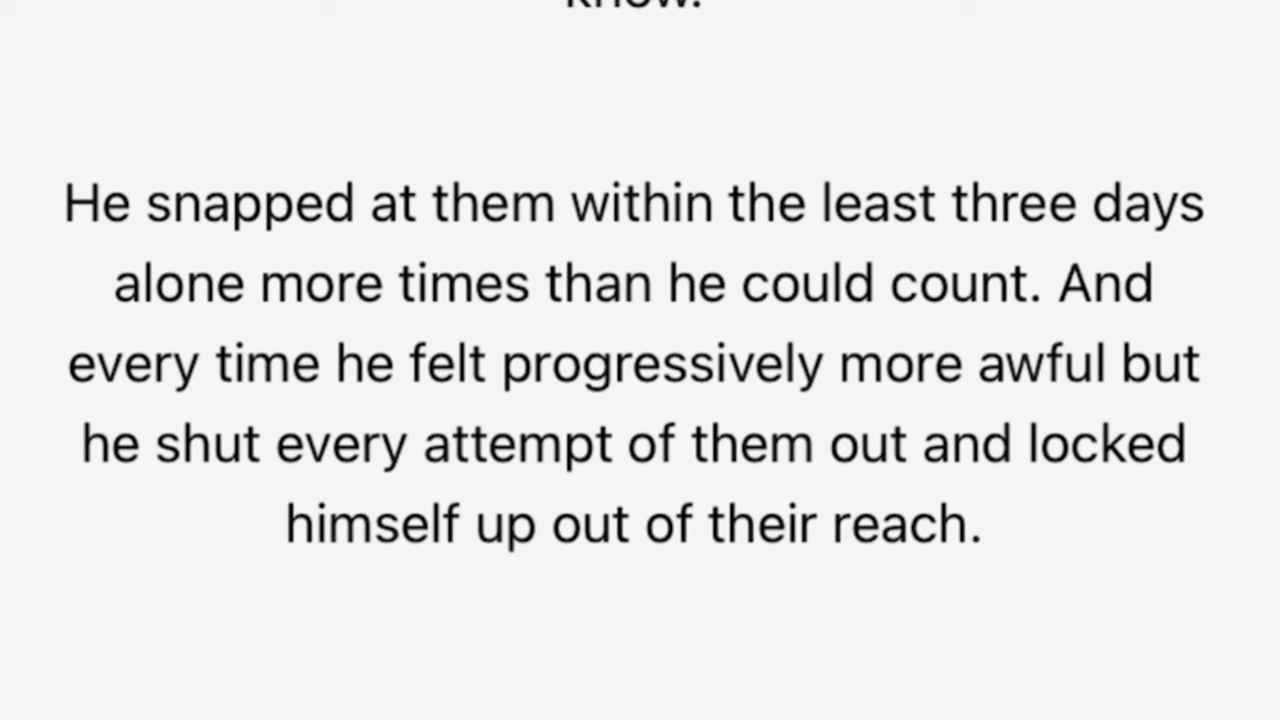 know.
He snapped at them within the least three days
alone more times than he could count. And
every time he felt progressively more awful but
he shut every attempt of them out and locked
himself up out of their reach.